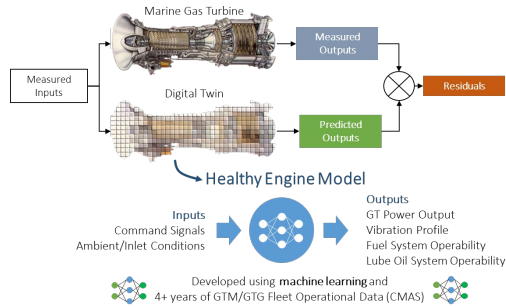 Marine Gas Turbine
Measured
Outputs
Measured
Inputs
Residuals
Digital Twin
Predicted
Outputs
Healthy Engine Model
Inputs
Command Signals
Ambient/Inlet Conditions
Outputs
GT Power Output
Vibration Profile
Fuel System Operability
Lube Oil System Operability
Developed using machine learning and
4+ years of GTM/GTG Fleet Operational Data (CMAS)